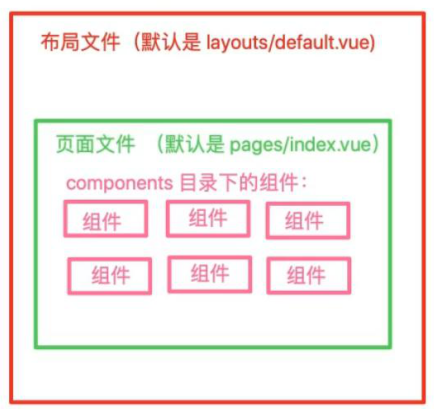 布局文件（默认是 layouts/default.vue)
页面文件 （默认是 pages/index.vue）
components 目录下的组件：
组件 组件 组件
组件 组件 组件